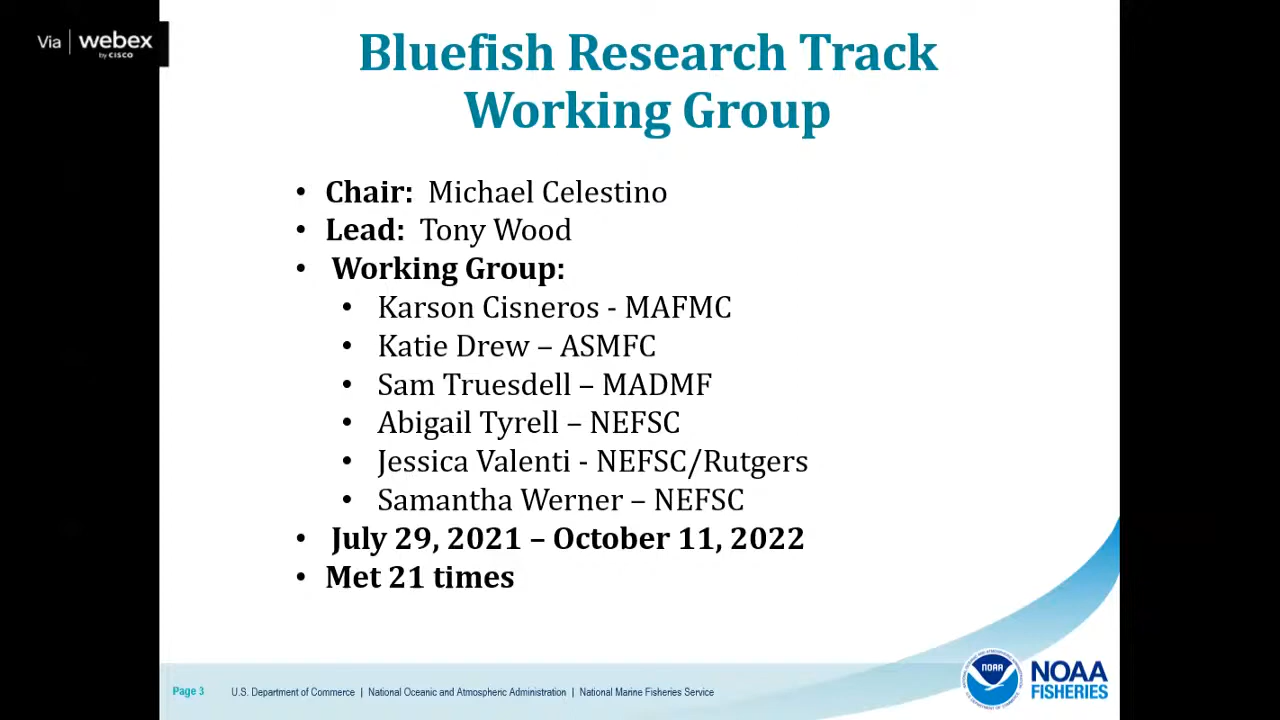 Via | webex
by CISCO
Bluefish Research Track
Working Group
• Chair: Michael Celestino
• Lead: Tony Wood
• Working Group:
• Karson Cisneros - MAFMC
• Katie Drew – ASMFC
• Sam Truesdell – MADMF
• Abigail Tyrell – NEFSC
• Jessica Valenti - NEFSC/Rutgers
• Samantha Werner – NEFSC
• July 29, 2021 – October 11, 2022
• Met 21 times
Page 3 U.S. Department of Commerce | National Oceanic and Atmospheric Administration | National Marine Fisheries Service
NOAA
NOAA
FISHERIES